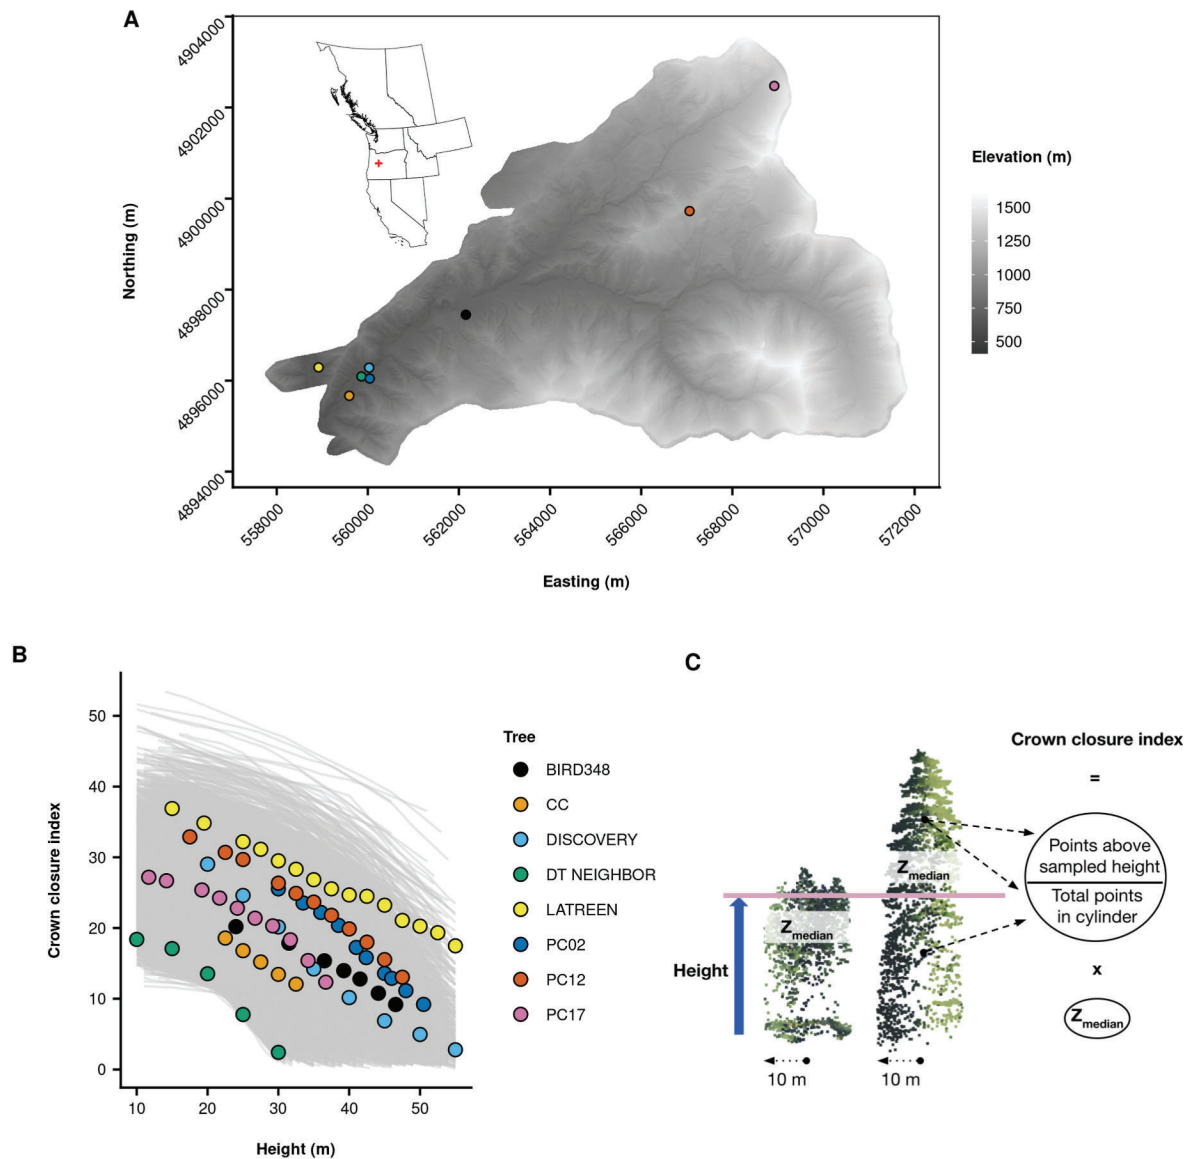 A
4904000
4902000
4900000
4898000
4896000
4894000
Northing (m)
558000
560000
562000
564000
566000
568000
570000
572000
Easting (m)
Elevation (m)
1500
1250
1000
750
500
B
50
40
30
20
10
0
Crown closure index
10
20
30
40
50
Height (m)
Tree
BIRD348
CC
DISCOVERY
DT NEIGHBOR
LATREEN
PC02
PC12
PC17
C
Height
Zmedian
Zmedian
10 m
10 m
Crown closure index
=
Points above
sampled height
Total points
in cylinder
x
Zmedian